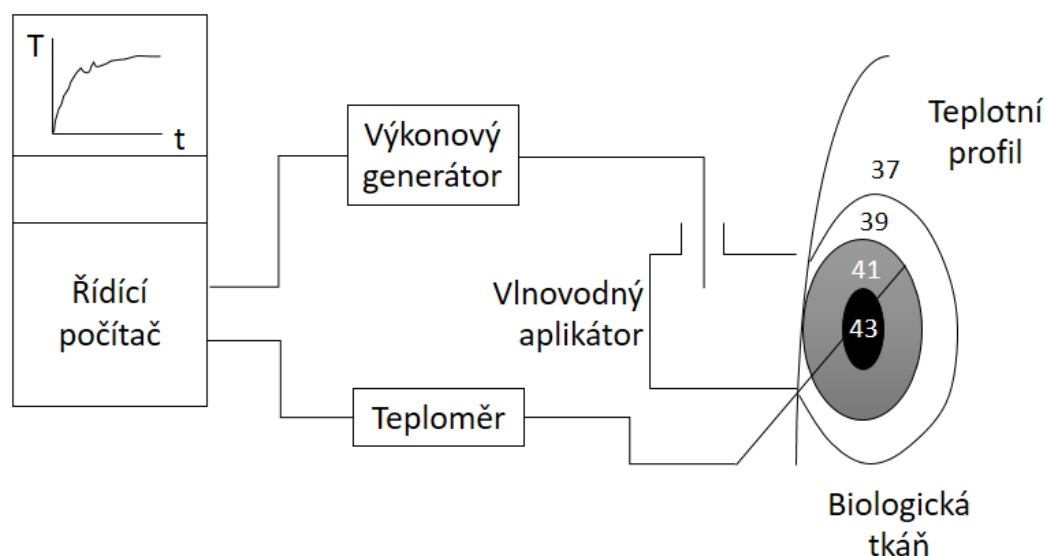 T
t
Řídící
počítač
Výkonový
generátor
Teploměr
Vlnovodný
aplikátor
Teplotní
profil
37
39
41
43
Biologická
tkáň